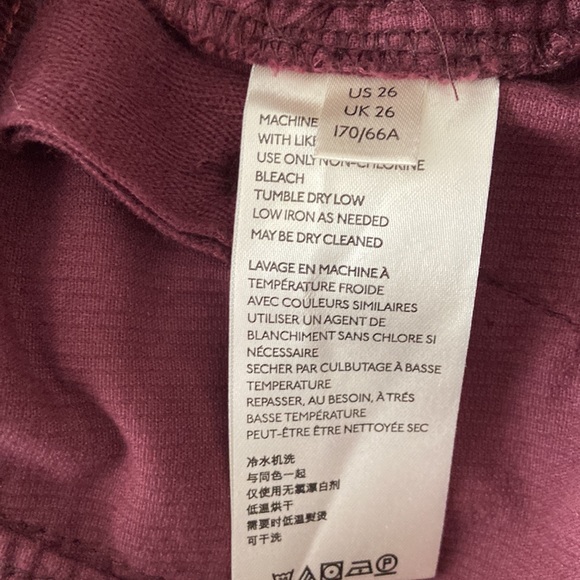 US 26
UK 26
170/66A
MACHINE
WITH
USE ONLY NON-CHLORINE
BLEACH
TUMBLE DRY LOW
LOW IRON AS NEEDED
MAY BE DRY CLEANED
LAVAGE EN MACHINE À
TEMPÉRATURE FROIDE
AVEC COULEURS SIMILAIRES
UTILISER UN AGENT DE
BLANCHIMENT SANS CHLORE SI
NÉCESSAIRE
SECHER PAR CULBUTAGE À BASSE
TEMPERATURE
REPASSER, AU BESOIN, À TRÉS
BASSE TEMPÉRATURE
PEUT-ÊTRE ÊTRE NETTOYÉE SEC
冷水机洗
与同色一起
仅使用无氯漂白剂
低温烘干
需要时低温熨烫
可干洗